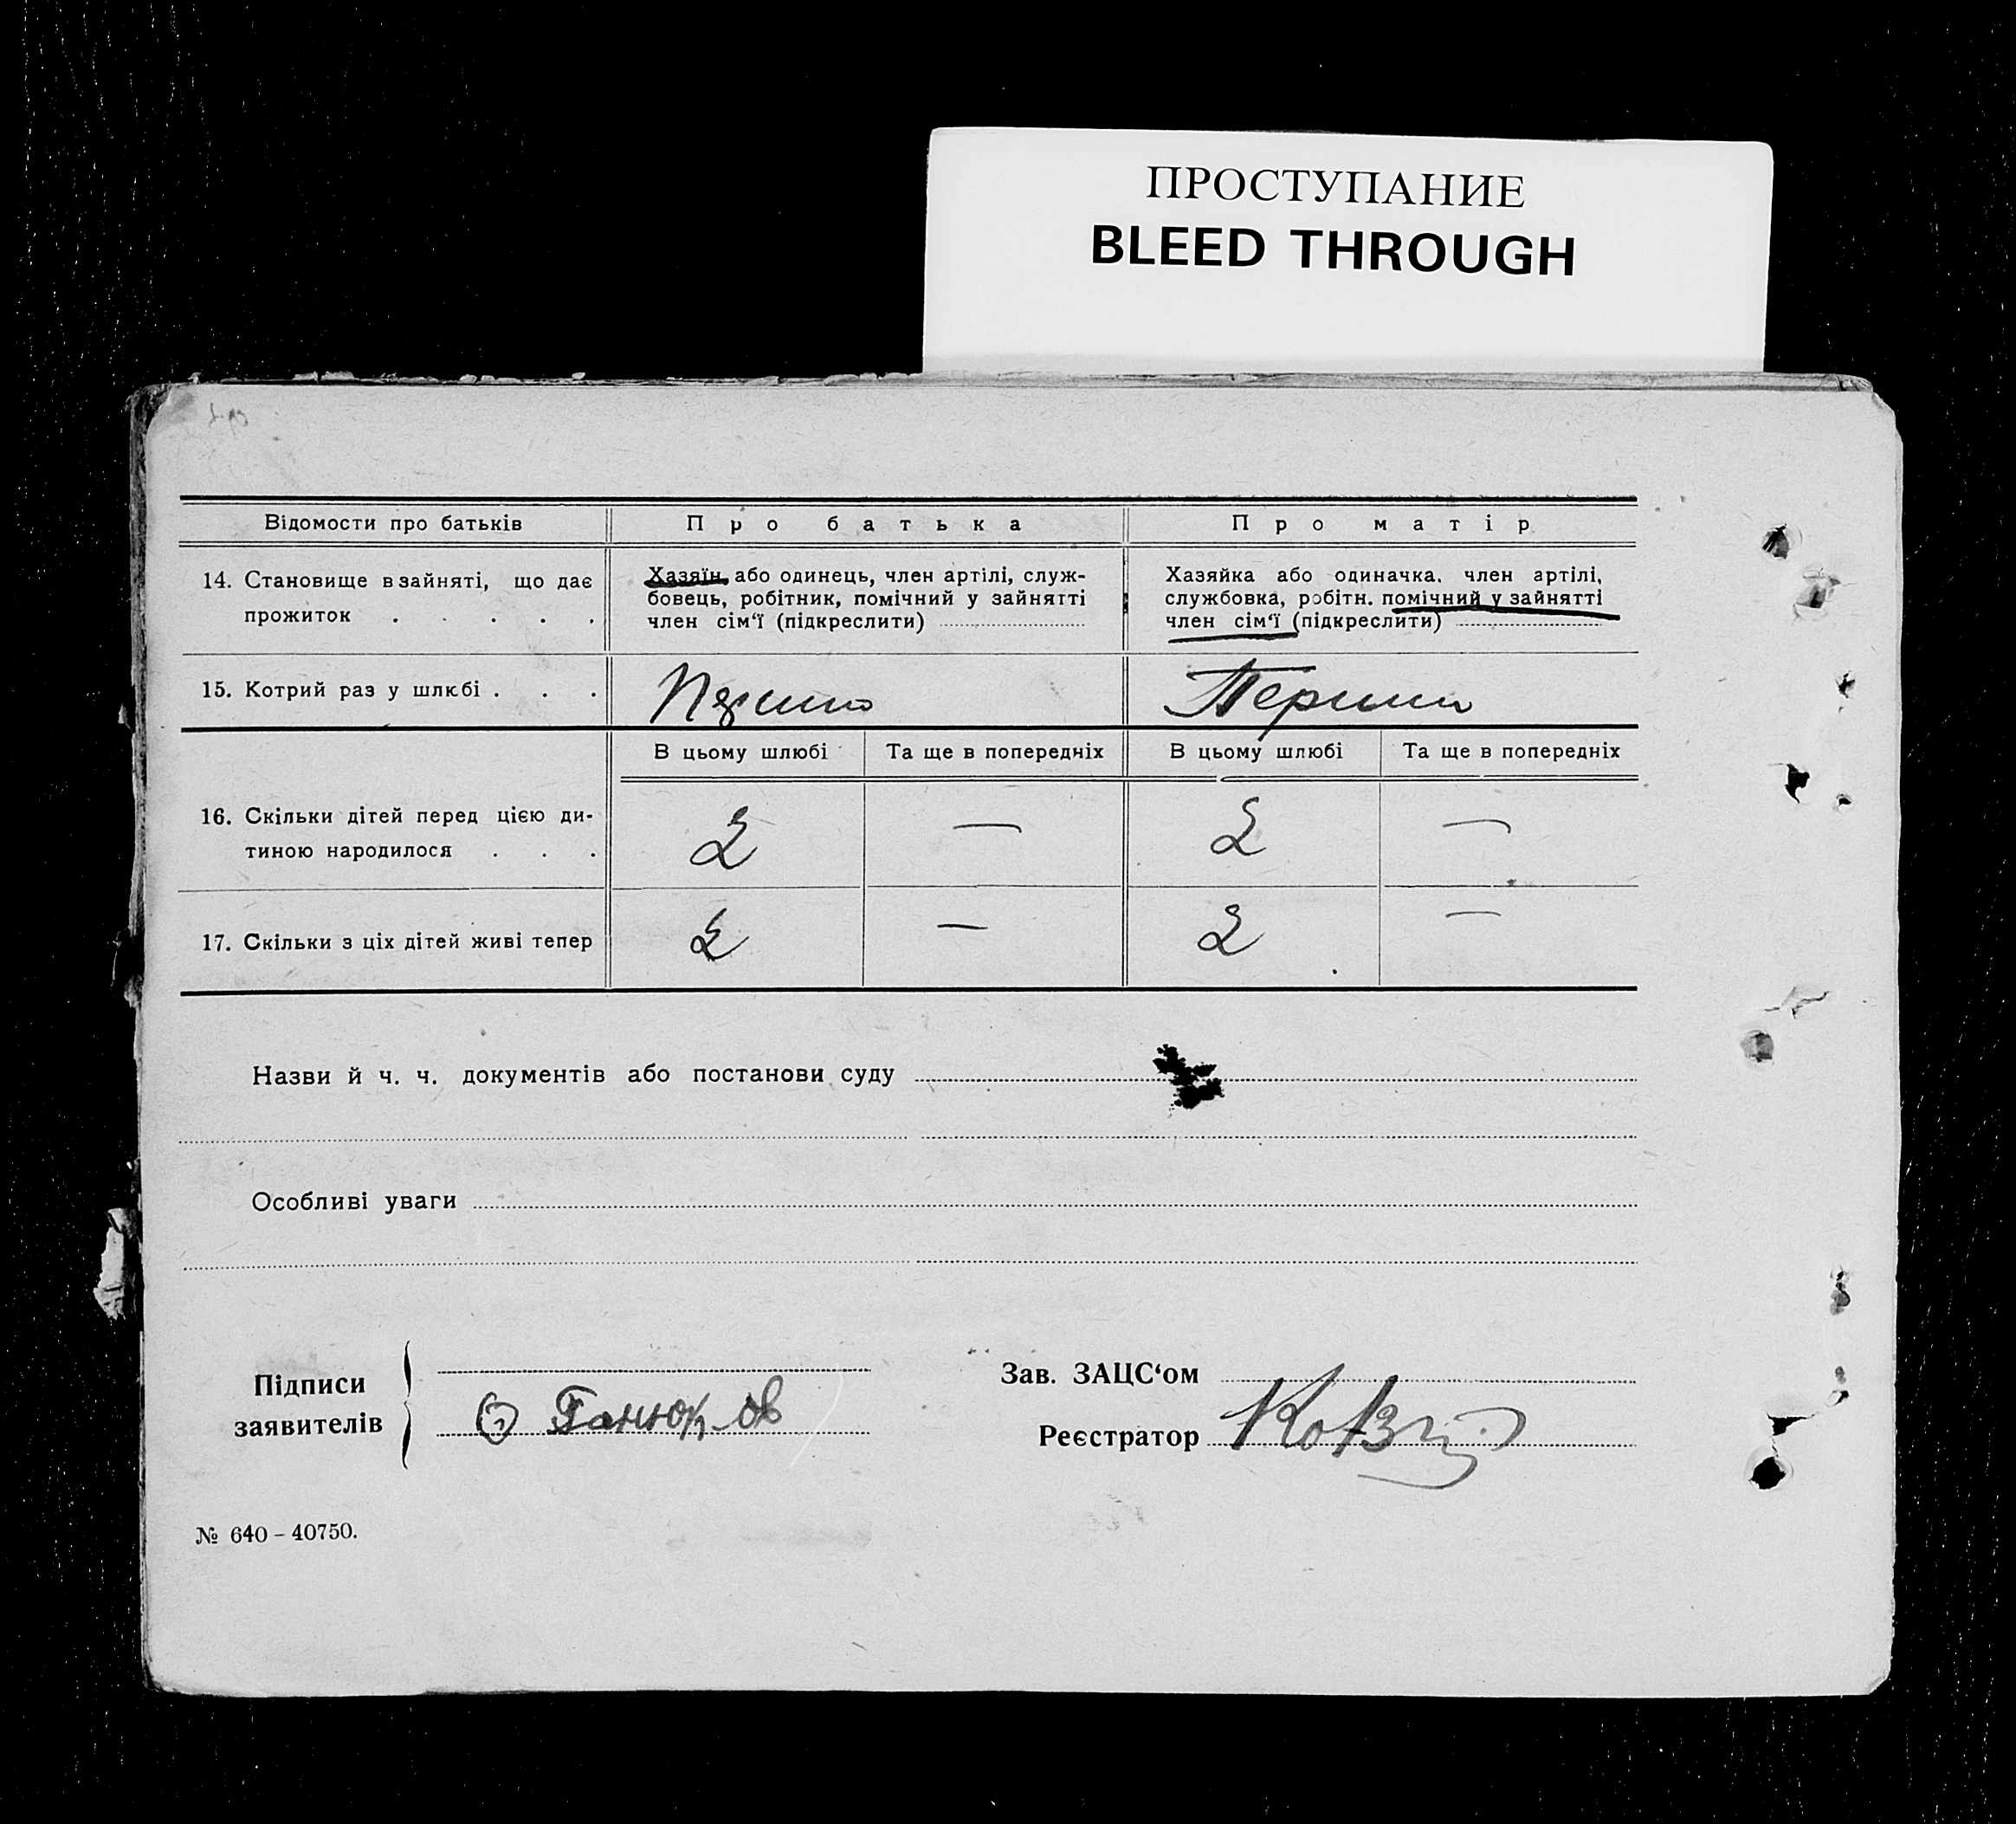 ПРОСТУПАНИЕ
BLEED THROUGH
Відомости про батьків
Про батька
Про матір
14. Становище в зайняті, що дає
прожиток . . . . .
Хазяїн, або одинець, член артілі, служ-
бовець, робітник, помічний у зайнятті
член сім‘ї (підкреслити)
Хазяйка або одиначка, член артілі,
службовка, робітн. помічний у зайнятті
член сім‘ї (підкреслити)
15. Котрий раз у шлюбі . . .
Перший
Перший
В цьому шлюбі
Та ще в попередніх
В цьому шлюбі
Та ще в попередніх
16. Скільки дітей перед цією ди-
тиною народилося . . .
2
—
2
—
17. Скільки з ціх дітей живі тепер
2
—
2
—
Назви й ч. ч. документів або постанови суду
Особливі уваги
Підписи
заявителів
Зав. ЗАЦС‘ом
Реєстратор
№ 640 – 40750.